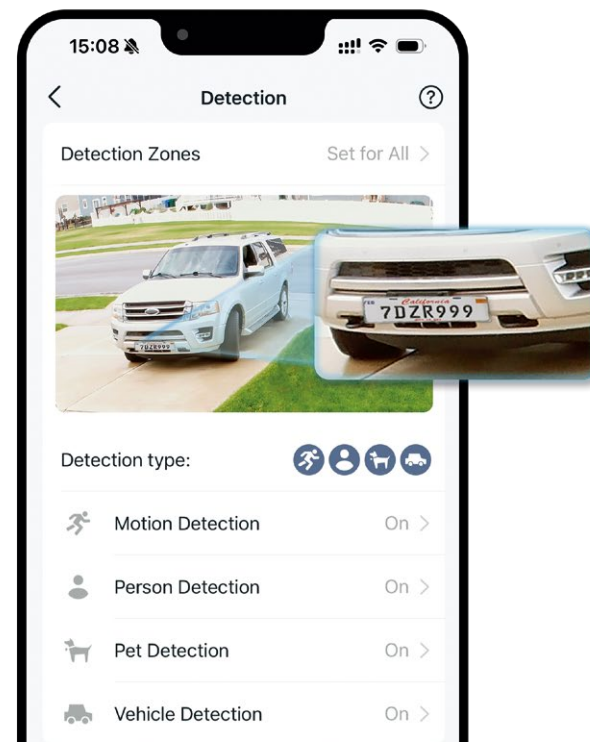 15:08
Detection
?
Detection Zones Set for All >
California
7DZR999
7DZR999
Detection type:
Motion Detection On >
Person Detection On >
Pet Detection On >
Vehicle Detection On >